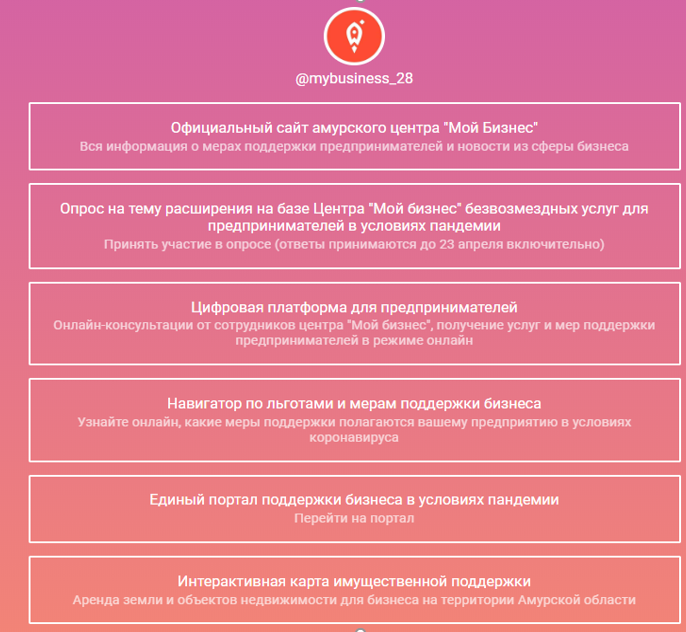 @mybusiness_28
Официальный сайт амурского центра "Мой Бизнес"
Вся информация о мерах поддержки предпринимателей и новости из сферы бизнеса
Опрос на тему расширения на базе Центра "Мой бизнес" безвозмездных услуг для
предпринимателей в условиях пандемии
Принять участие в опросе (ответы принимаются до 23 апреля включительно)
Цифровая платформа для предпринимателей
Онлайн-консультации от сотрудников центра "Мой бизнес", получение услуг и мер поддержки
предпринимателей в режиме онлайн
Навигатор по льготами и мерам поддержки бизнеса
Узнайте онлайн, какие меры поддержки полагаются вашему предприятию в условиях
коронавируса
Единый портал поддержки бизнеса в условиях пандемии
Перейти на портал
Интерактивная карта имущественной поддержки
Аренда земли и объектов недвижимости для бизнеса на территории Амурской области